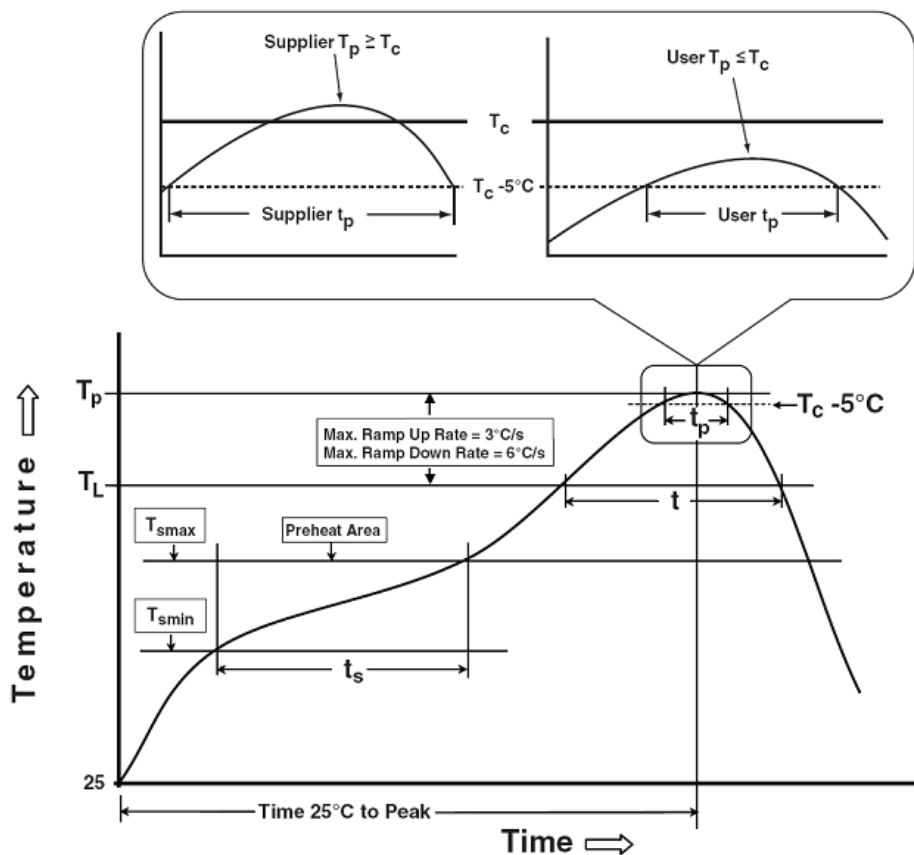 Supplier Tp ≥ Tc
User Tp ≤ Tc
Tc
Tc -5°C
Supplier tp
User tp
Tp
Tc -5°C
tp
Max. Ramp Up Rate = 3°C/s
Max. Ramp Down Rate = 6°C/s
TL
t
Tsmax
Preheat Area
Tsmin
ts
Temperature
25
Time 25°C to Peak
Time